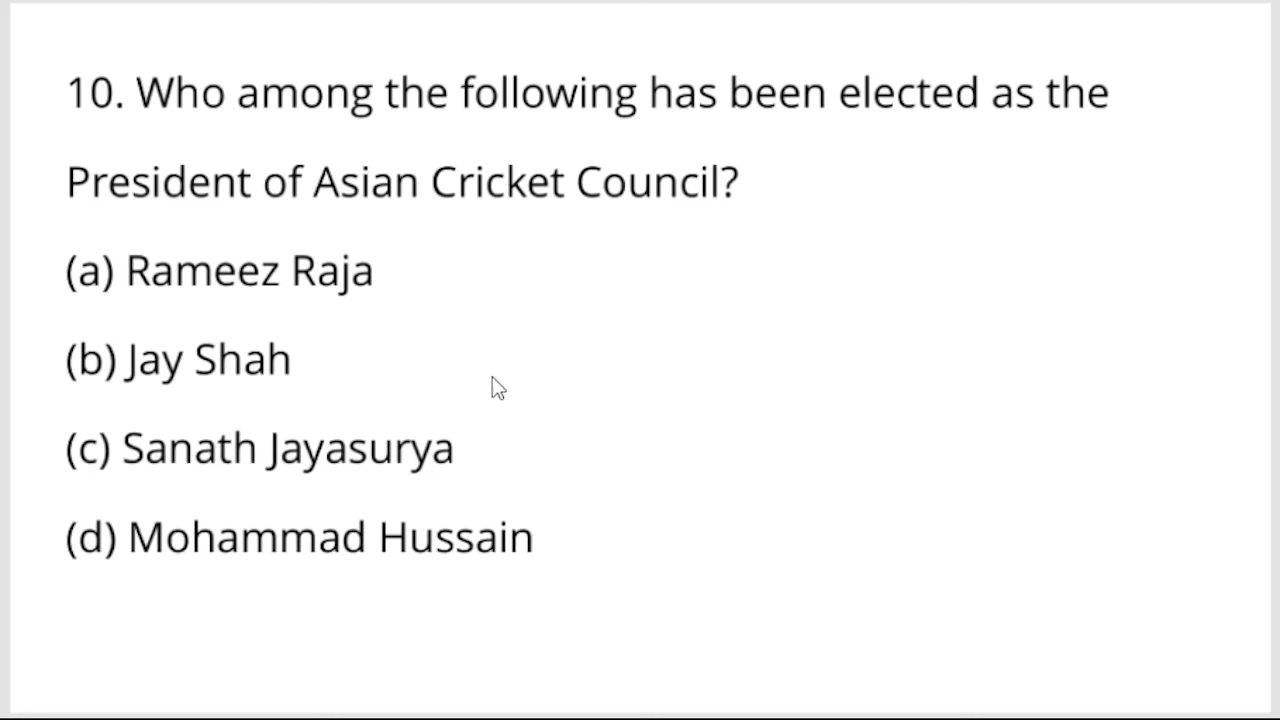 10. Who among the following has been elected as the
President of Asian Cricket Council?
(a) Rameez Raja
(b) Jay Shah
(c) Sanath Jayasurya
(d) Mohammad Hussain